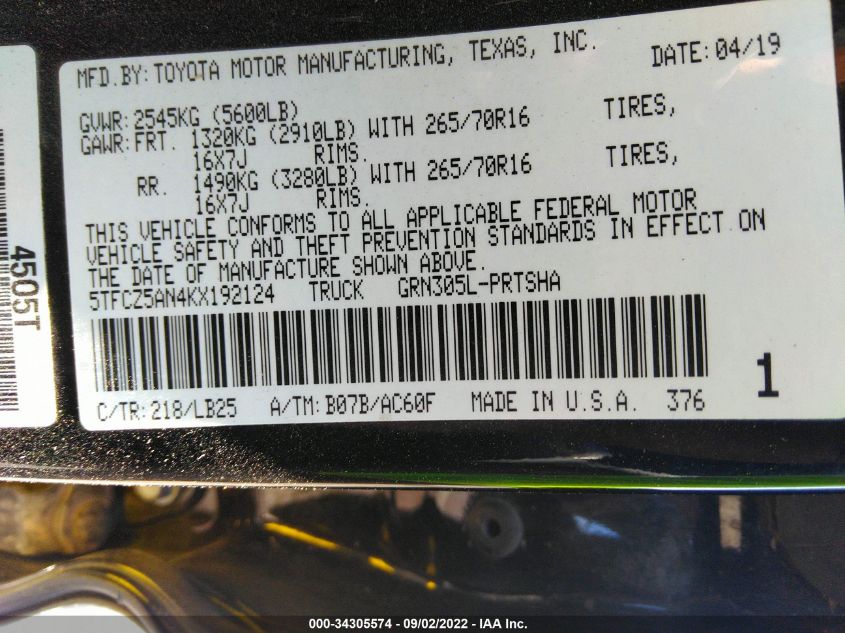 MFD.BY:TOYOTA MOTOR MANUFACTURING, TEXAS, INC. DATE:04/19
GVWR:2545KG (5600LB)
GAWR:FRT. 1320KG (2910LB) WITH 265/70R16 TIRES,
16X7J RIMS.
RR. 1490KG (3280LB) WITH 265/70R16 TIRES,
16X7J RIMS.
THIS VEHICLE CONFORMS TO ALL APPLICABLE FEDERAL MOTOR
VEHICLE SAFETY AND THEFT PREVENTION STANDARDS IN EFFECT ON
THE DATE OF MANUFACTURE SHOWN ABOVE.
5TFCZ5AN4KX192124 TRUCK GRN305L-PRTSHA
1
C/TR:218/LB25 A/TM:B07B/AC60F MADE IN U.S.A. 376
4505T
000-34305574 - 09/02/2022 - IAA Inc.